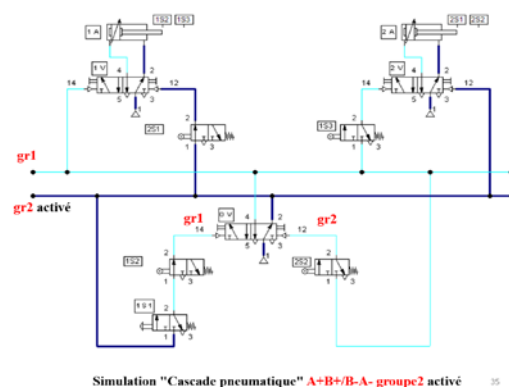 1S2 1S3 2S1 2S2
1 A 2 A
1 V 4 2 2 V 4 2
14 12 14 12
5 3 5 3
1 1
2S1 2 1S3 2
1 3 1 3
gr1
gr2 activé
gr1 0 V 4 2 gr2
14 12
5 3
1
1S2 2 2S2 2
1 3 1 3
1S1 2
1 3
Simulation "Cascade pneumatique" A+B+/B-A- groupe2 activé 35